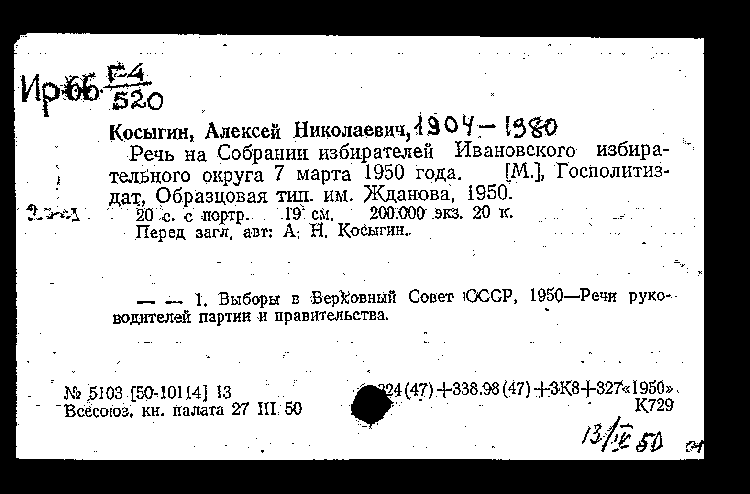 Ир66 Г-4
520
Косыгин, Алексей Николаевич, 1904-1980
Речь на Собрании избирателей Ивановского избира-
тельного округа 7 марта 1950 года. [М.], Госполитиз-
дат, Образцовая тип. им. Жданова, 1950.
20 с. с портр. 19 см. 200.000 экз. 20 к.
Перед загл. авт: А. Н. Косыгин.
— — 1. Выборы в Верховный Совет СССР, 1950—Речи руко-
водителей партии и правительства.
№ 5103 [50-10114] 13
324(47)+338.98(47)+3К8+327«1950»
Всесоюз. кн. палата 27 III 50
К729
13/IV 50